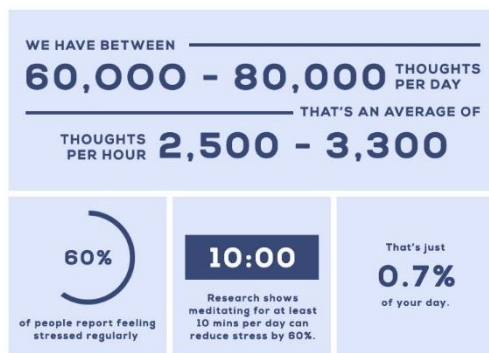 WE HAVE BETWEEN
60,000 - 80,000 THOUGHTS PER DAY
THAT'S AN AVERAGE OF
THOUGHTS PER HOUR 2,500 - 3,300
60%
of people report feeling
stressed regularly
10:00
Research shows
meditating for at least
10 mins per day can
reduce stress by 60%.
That's just
0.7%
of your day.